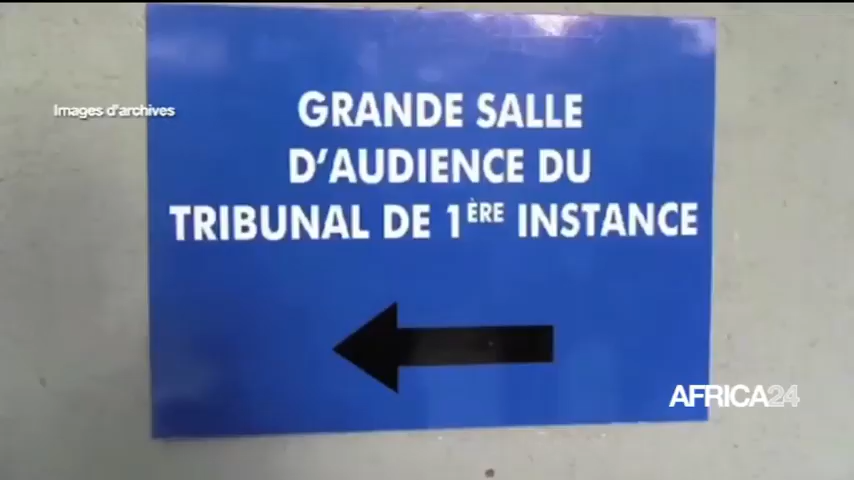 Images d'archives
GRANDE SALLE
D'AUDIENCE DU
TRIBUNAL DE 1ÈRE INSTANCE
AFRICA24